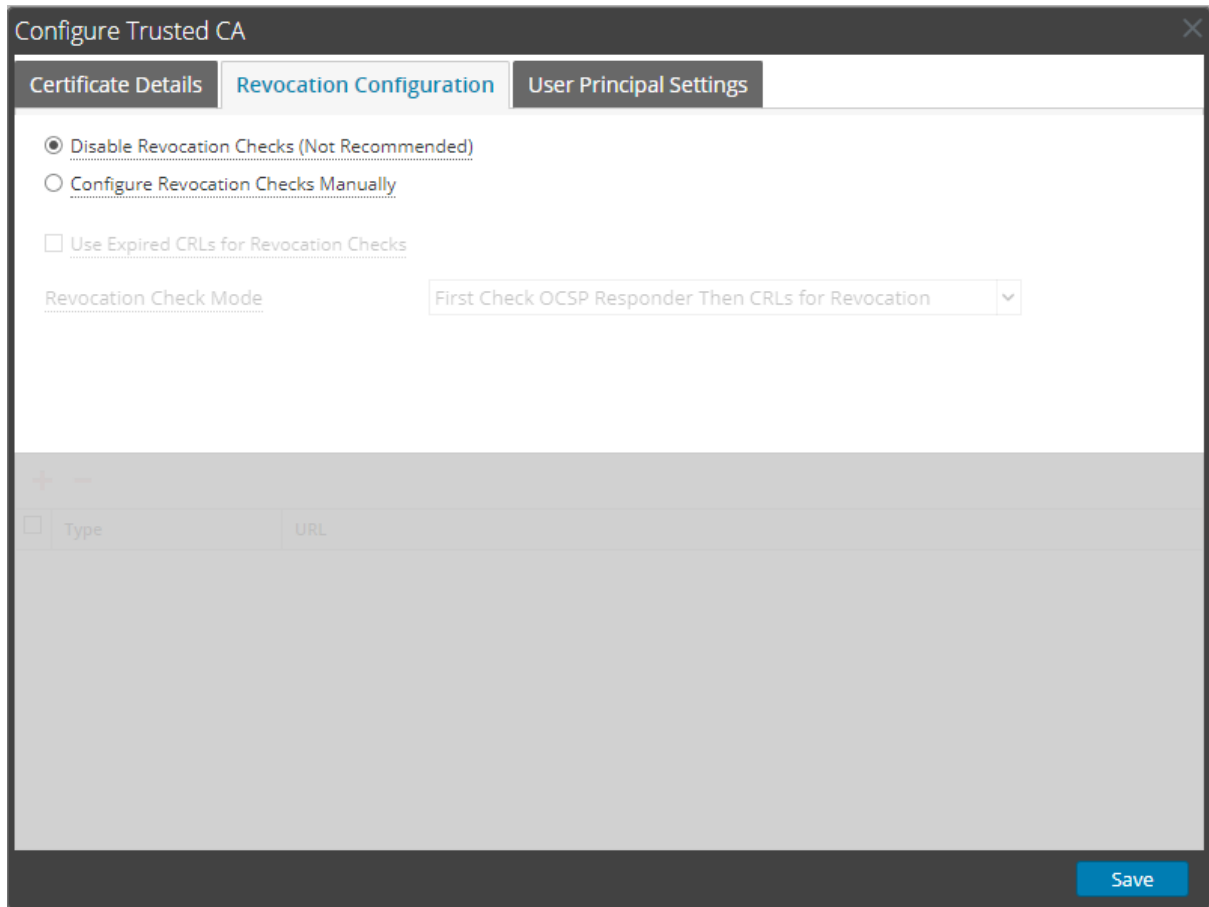 Configure Trusted CA
Certificate Details Revocation Configuration User Principal Settings
Disable Revocation Checks (Not Recommended)
Configure Revocation Checks Manually
Use Expired CRLs for Revocation Checks
Revocation Check Mode First Check OCSP Responder Then CRLs for Revocation
Type URL
Save